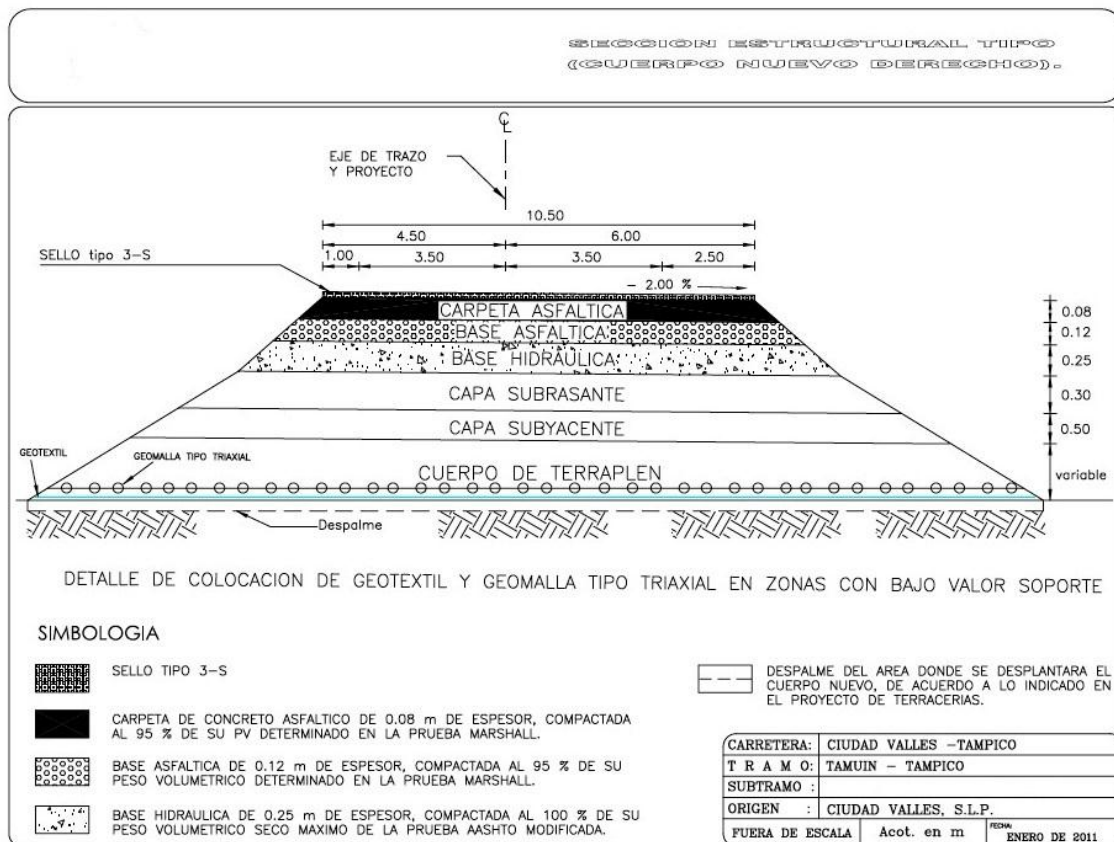 SECCION ESTRUCTURAL TIPO
(CUERPO NUEVO DERECHO).
EJE DE TRAZO
Y PROYECTO
10.50
4.50 6.00
1.00 3.50 3.50 2.50
SELLO tipo 3-S
- 2.00 %
CARPETA ASFALTICA
0.08
BASE ASFALTICA
0.12
BASE HIDRAULICA
0.25
CAPA SUBRASANTE
0.30
CAPA SUBYACENTE
0.50
GEOTEXTIL
GEOMALLA TIPO TRIAXIAL
CUERPO DE TERRAPLEN
variable
Despalme
DETALLE DE COLOCACION DE GEOTEXTIL Y GEOMALLA TIPO TRIAXIAL EN ZONAS CON BAJO VALOR SOPORTE
SIMBOLOGIA
SELLO TIPO 3-S
CARPETA DE CONCRETO ASFALTICO DE 0.08 m DE ESPESOR, COMPACTADA
AL 95 % DE SU PV DETERMINADO EN LA PRUEBA MARSHALL.
BASE ASFALTICA DE 0.12 m DE ESPESOR, COMPACTADA AL 95 % DE SU
PESO VOLUMETRICO DETERMINADO EN LA PRUEBA MARSHALL.
BASE HIDRAULICA DE 0.25 m DE ESPESOR, COMPACTADA AL 100 % DE SU
PESO VOLUMETRICO SECO MAXIMO DE LA PRUEBA AASHTO MODIFICADA.
DESPALME DEL AREA DONDE SE DESPLANTARA EL
CUERPO NUEVO, DE ACUERDO A LO INDICADO EN
EL PROYECTO DE TERRACERIAS.
CARRETERA: CIUDAD VALLES -TAMPICO
T R A M O: TAMUIN - TAMPICO
SUBTRAMO :
ORIGEN : CIUDAD VALLES, S.L.P.
FUERA DE ESCALA Acot. en m FECHA: ENERO DE 2011